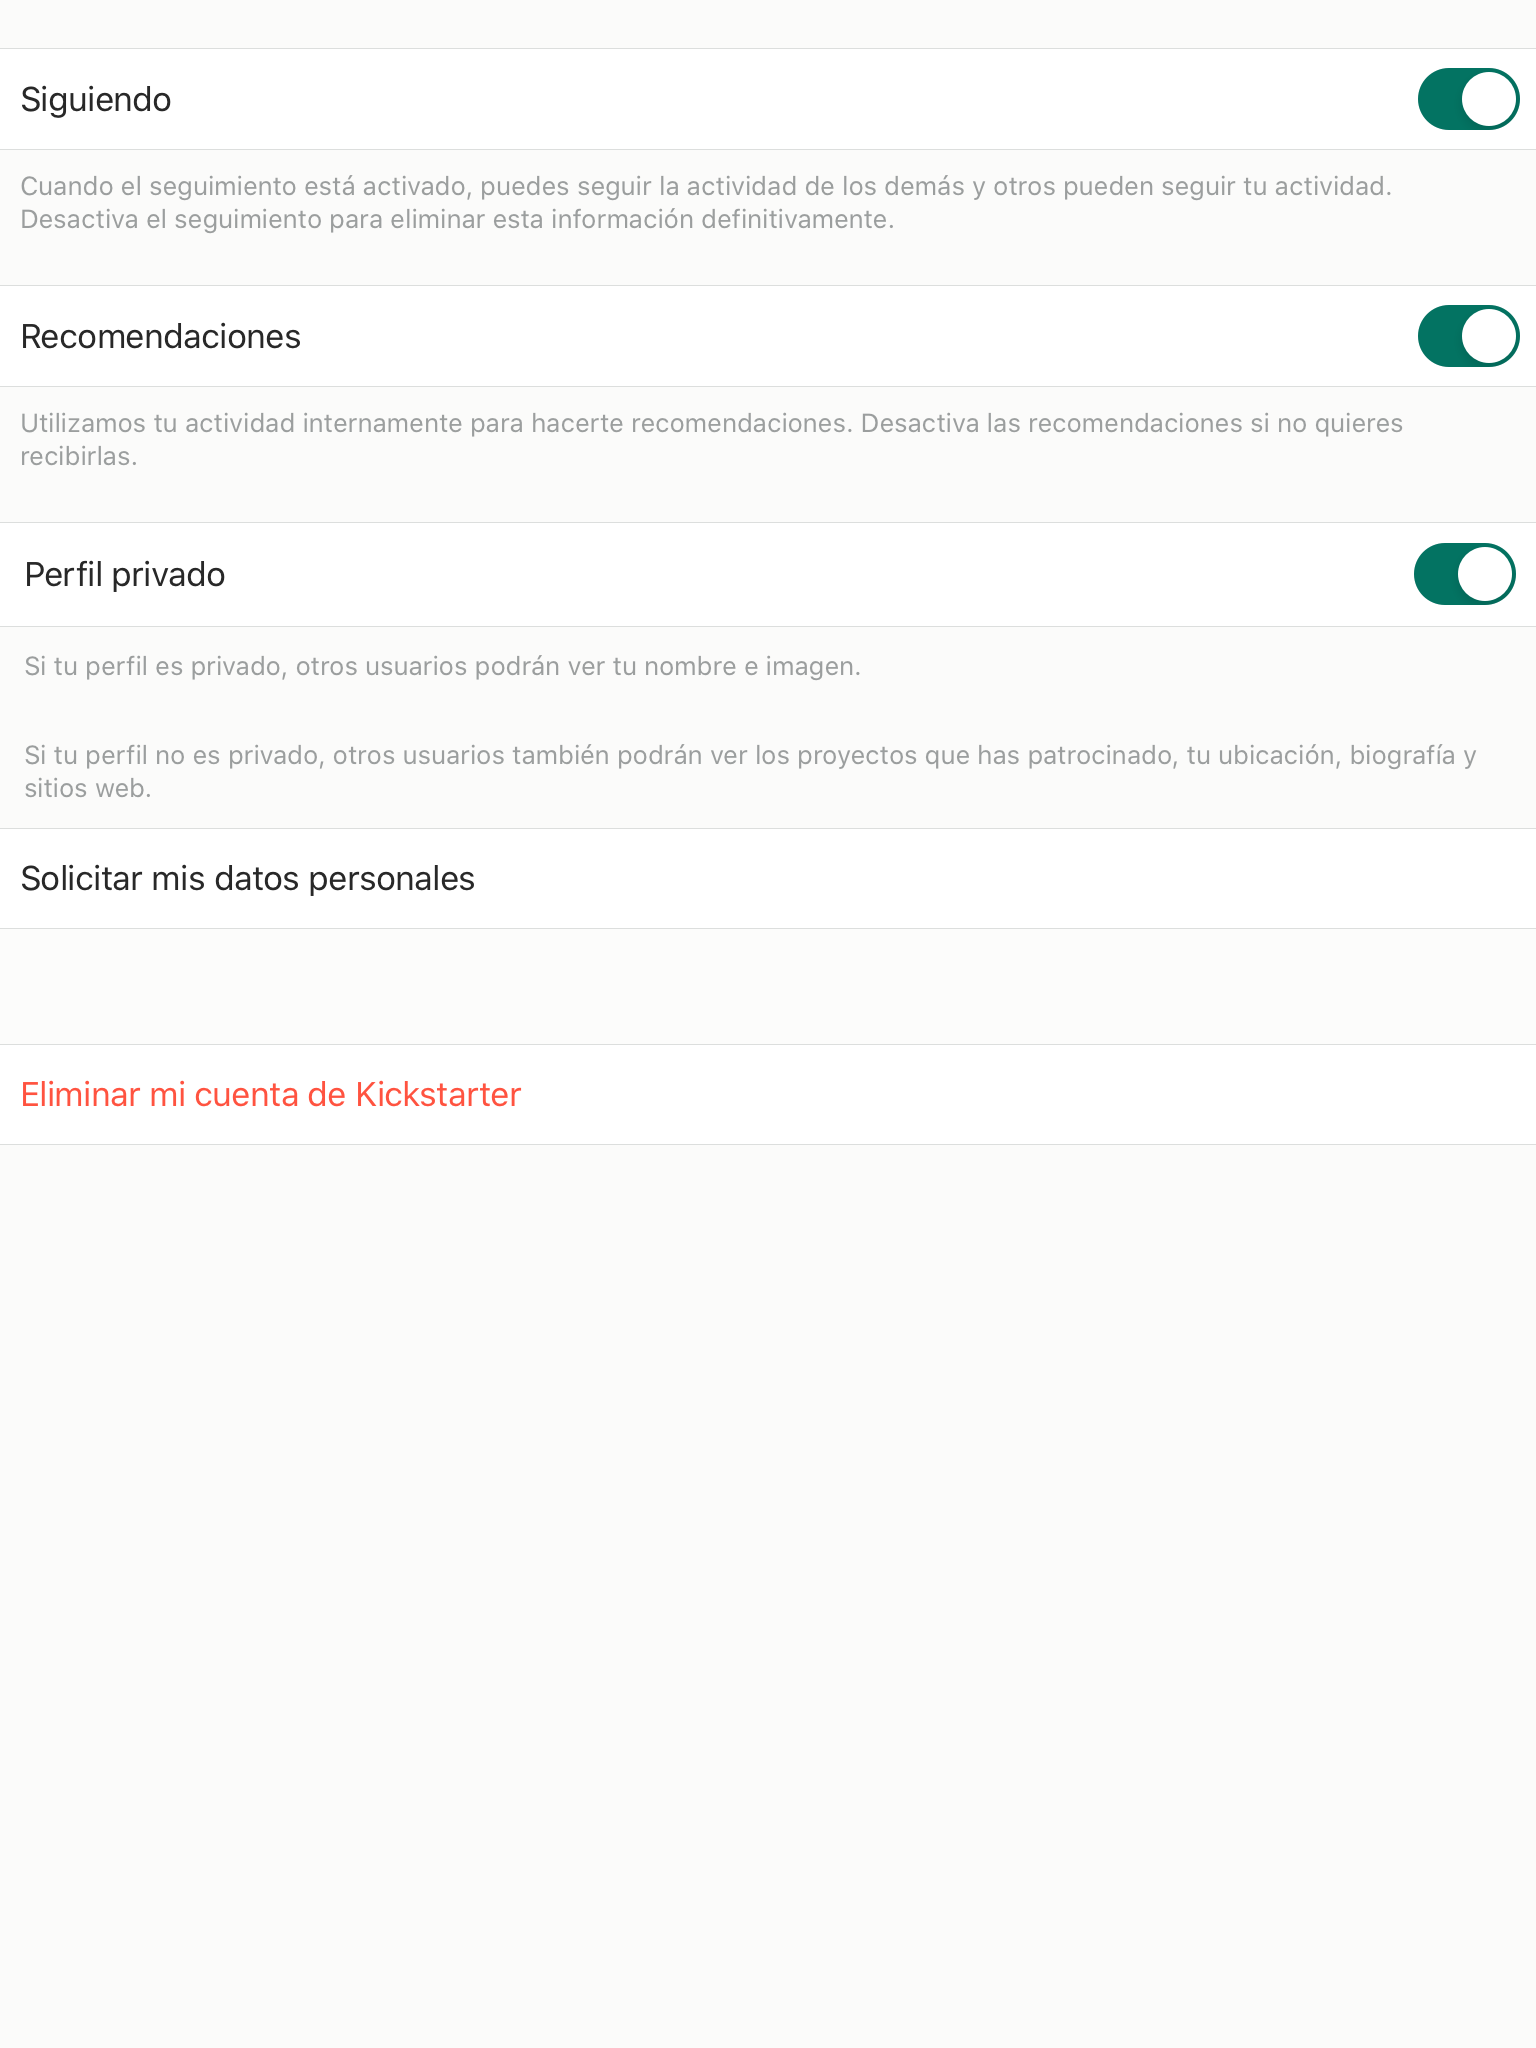 Siguiendo
Cuando el seguimiento está activado, puedes seguir la actividad de los demás y otros pueden seguir tu actividad.
Desactiva el seguimiento para eliminar esta información definitivamente.
Recomendaciones
Utilizamos tu actividad internamente para hacerte recomendaciones. Desactiva las recomendaciones si no quieres
recibirlas.
Perfil privado
Si tu perfil es privado, otros usuarios podrán ver tu nombre e imagen.
Si tu perfil no es privado, otros usuarios también podrán ver los proyectos que has patrocinado, tu ubicación, biografía y
sitios web.
Solicitar mis datos personales
Eliminar mi cuenta de Kickstarter